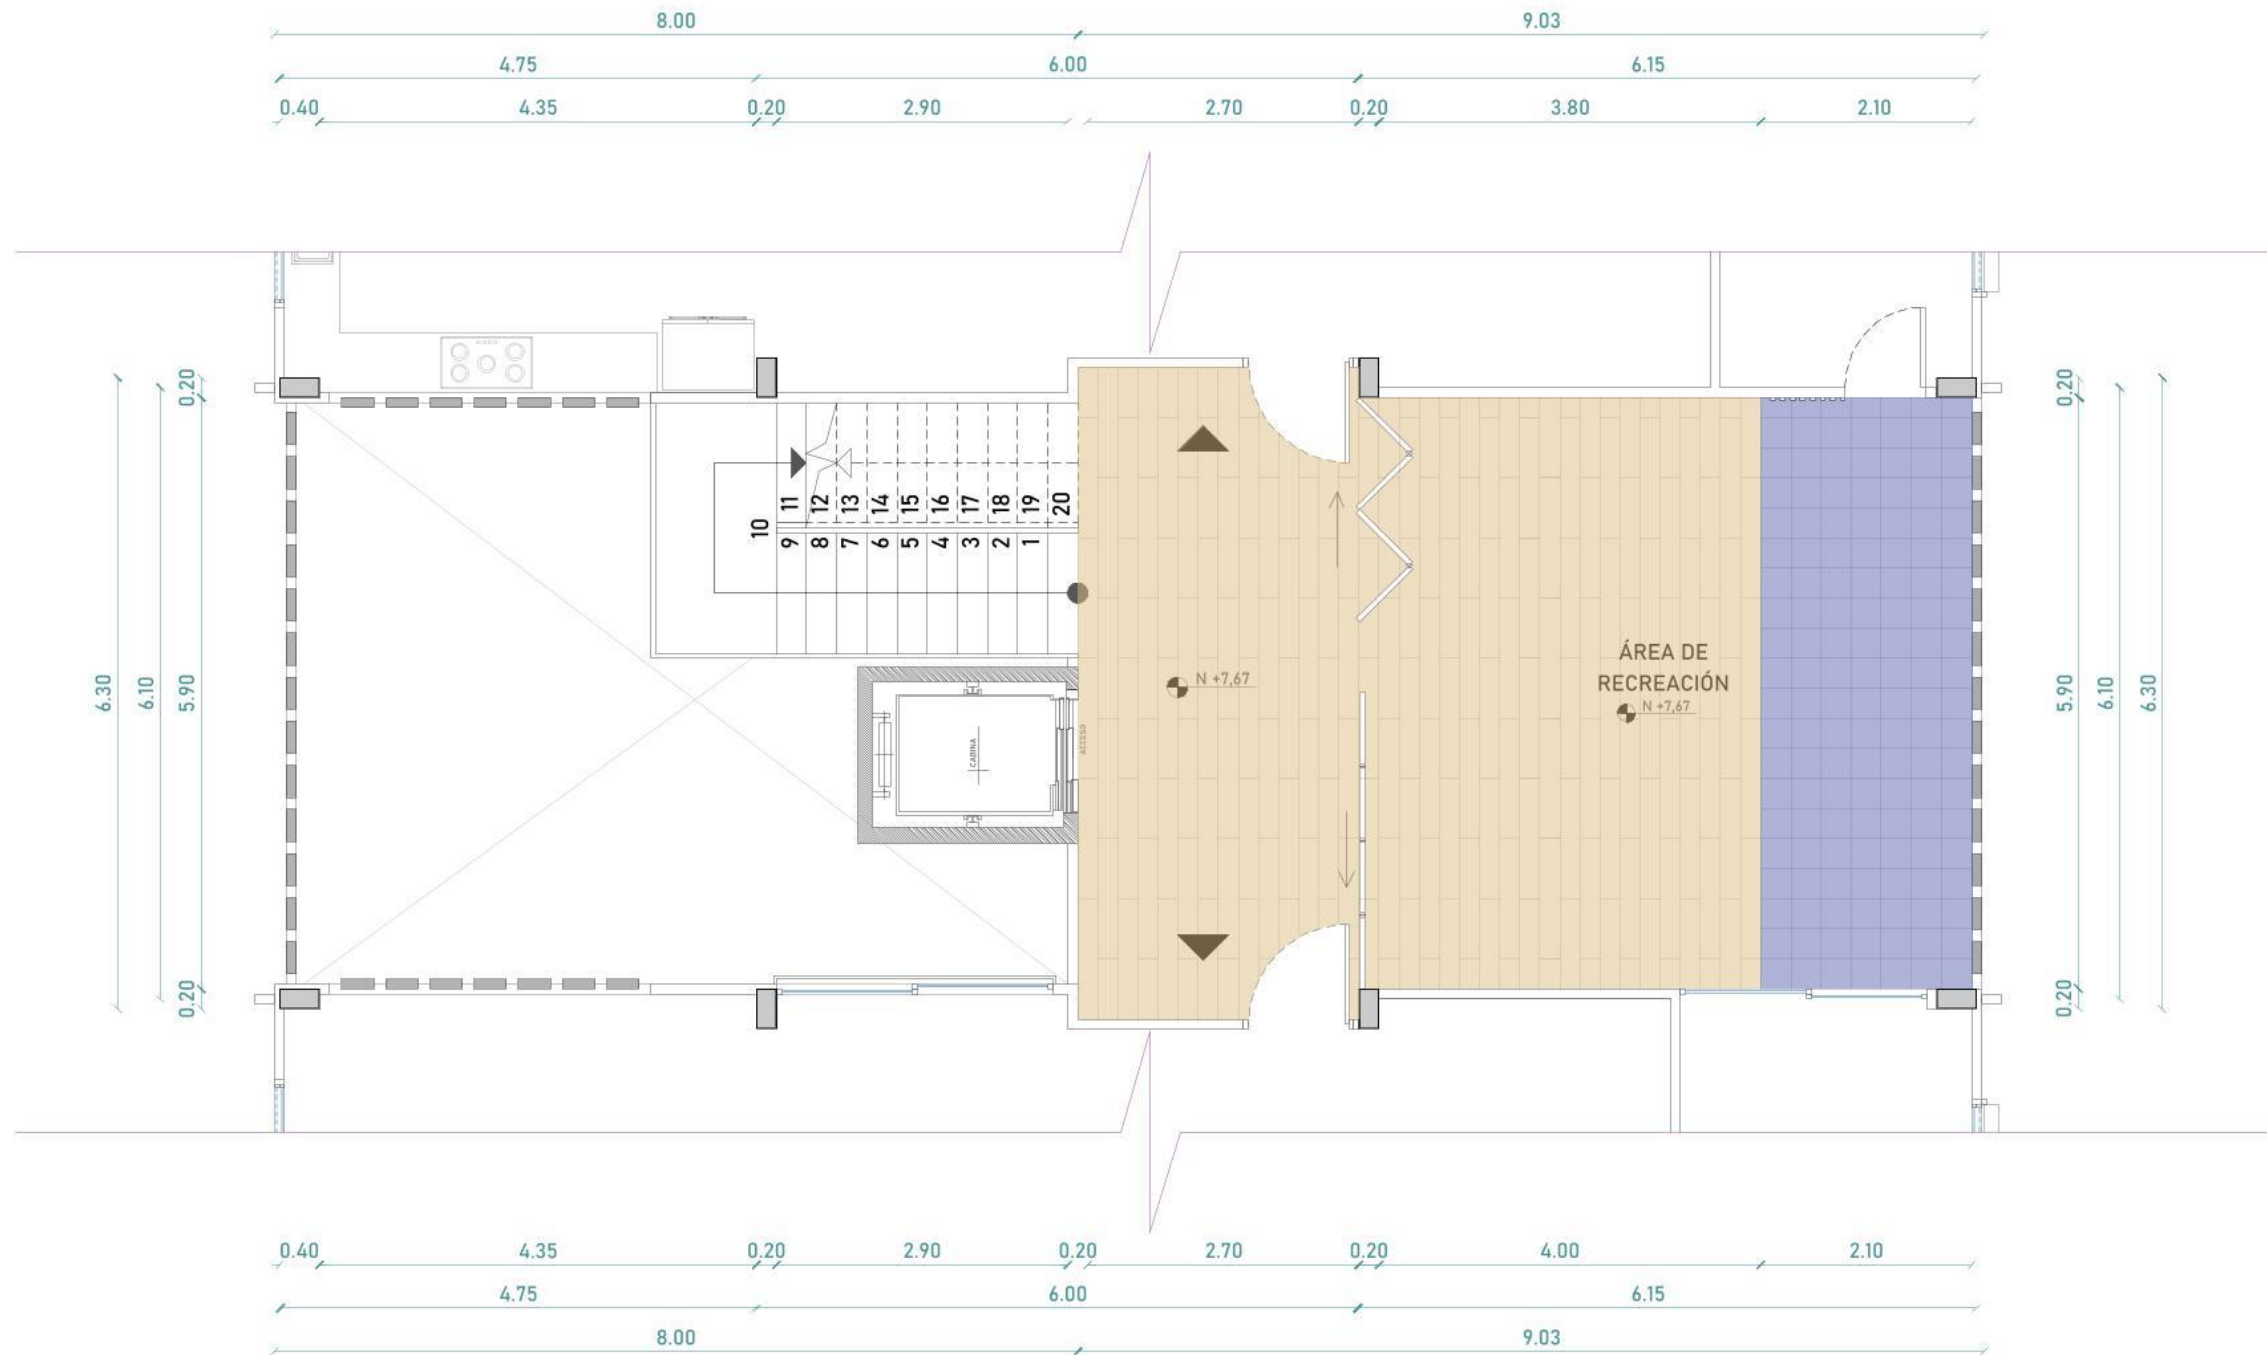 8.00 9.03
4.75 6.00 6.15
0.40 4.35 0.20 2.90 2.70 0.20 3.80 2.10
0.20 0.20
11 12 13 14 15 16 17 18 19 20
10
9 8 7 6 5 4 3 2 1
6.30 6.10 5.90
N +7,67
ÁREA DE
RECREACIÓN
N +7,67
5.90 6.10 6.30
CABINA
ACCESO
0.20 0.20
0.40 4.35 0.20 2.90 0.20 2.70 0.20 4.00 2.10
4.75 6.00 6.15
8.00 9.03